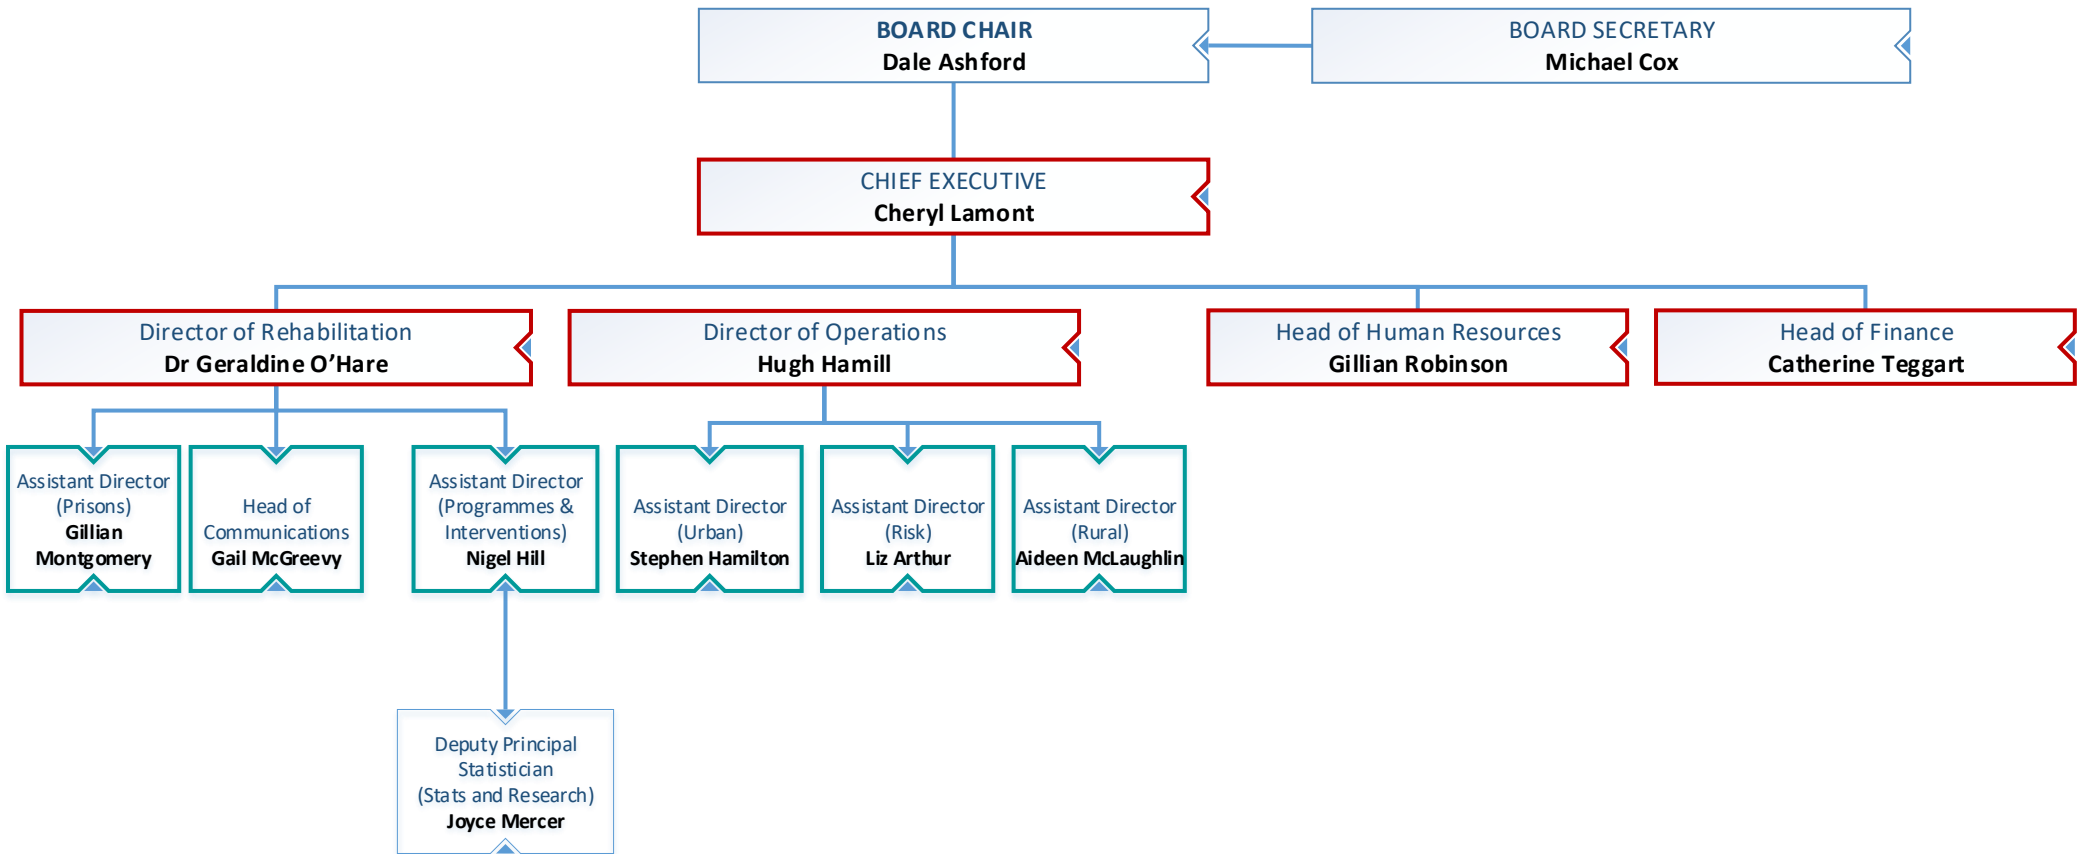 BOARD CHAIR
Dale Ashford
BOARD SECRETARY
Michael Cox
CHIEF EXECUTIVE
Cheryl Lamont
Director of Rehabilitation
Dr Geraldine O’Hare
Director of Operations
Hugh Hamill
Head of Human Resources
Gillian Robinson
Head of Finance
Catherine Teggart
Assistant Director
(Prisons)
Gillian
Montgomery
Head of
Communications
Gail McGreevy
Assistant Director
(Programmes &
Interventions)
Nigel Hill
Assistant Director
(Urban)
Stephen Hamilton
Assistant Director
(Risk)
Liz Arthur
Assistant Director
(Rural)
Aideen McLaughlin
Deputy Principal
Statistician
(Stats and Research)
Joyce Mercer